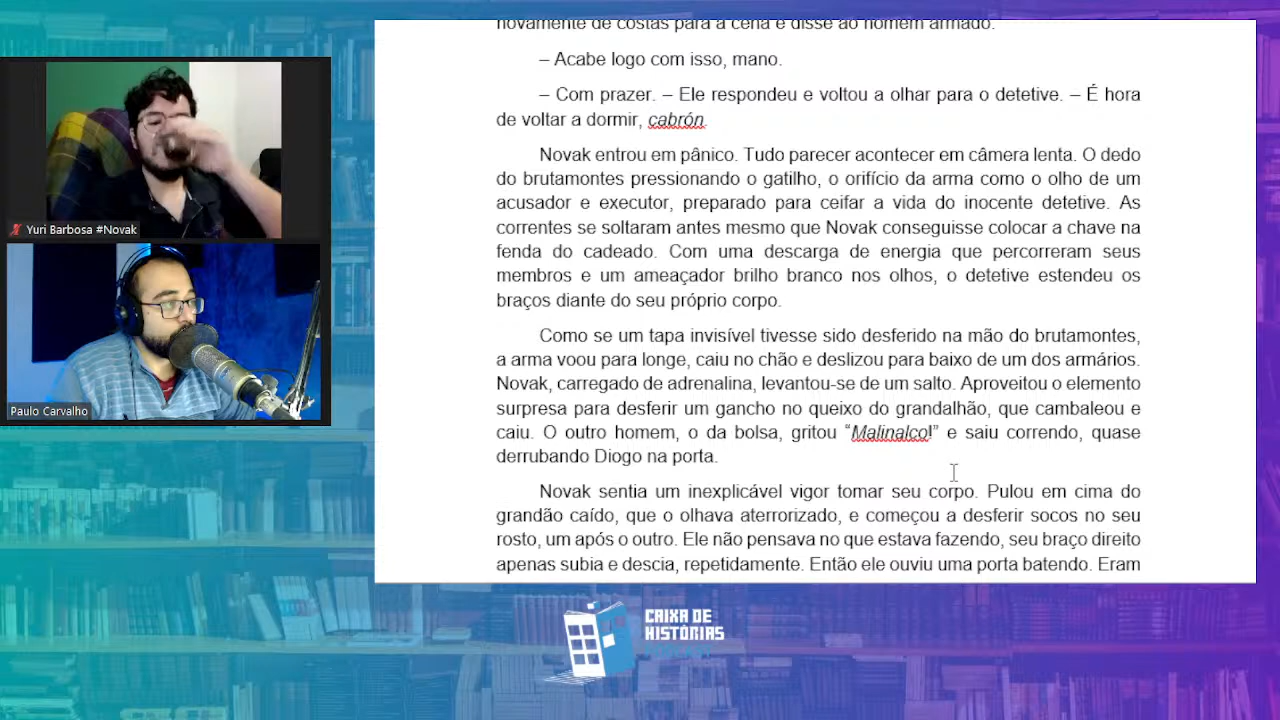 novamente de costas para a cena e disse ao homem armado.
– Acabe logo com isso, mano.
– Com prazer. – Ele respondeu e voltou a olhar para o detetive. – É hora
de voltar a dormir, cabrón.
Novak entrou em pânico. Tudo parecer acontecer em câmera lenta. O dedo
do brutamontes pressionando o gatilho, o orifício da arma como o olho de um
acusador e executor, preparado para ceifar a vida do inocente detetive. As
correntes se soltaram antes mesmo que Novak conseguisse colocar a chave na
fenda do cadeado. Com uma descarga de energia que percorreram seus
membros e um ameaçador brilho branco nos olhos, o detetive estendeu os
braços diante do seu próprio corpo.
Como se um tapa invisível tivesse sido desferido na mão do brutamontes,
a arma voou para longe, caiu no chão e deslizou para baixo de um dos armários.
Novak, carregado de adrenalina, levantou-se de um salto. Aproveitou o elemento
surpresa para desferir um gancho no queixo do grandalhão, que cambaleou e
caiu. O outro homem, o da bolsa, gritou “Malinalco!” e saiu correndo, quase
derrubando Diogo na porta.
Novak sentia um inexplicável vigor tomar seu corpo. Pulou em cima do
grandão caído, que o olhava aterrorizado, e começou a desferir socos no seu
rosto, um após o outro. Ele não pensava no que estava fazendo, seu braço direito
apenas subia e descia, repetidamente. Então ele ouviu uma porta batendo. Eram
Yuri Barbosa #Novak
Paulo Carvalho
CAIXA DE
HISTÓRIAS
PODCAST